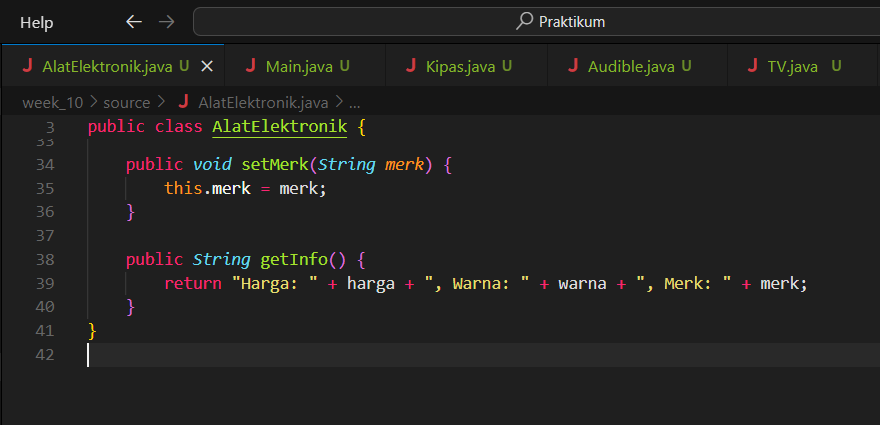 Help Praktikum
J AlatElektronik.java U J Main.java U J Kipas.java U J Audible.java U J TV.java U
week_10 > source > J AlatElektronik.java > ...
3 public class AlatElektronik {
33
34 public void setMerk(String merk) {
35 this.merk = merk;
36 }
37
38 public String getInfo() {
39 return "Harga: " + harga + ", Warna: " + warna + ", Merk: " + merk;
40 }
41 }
42